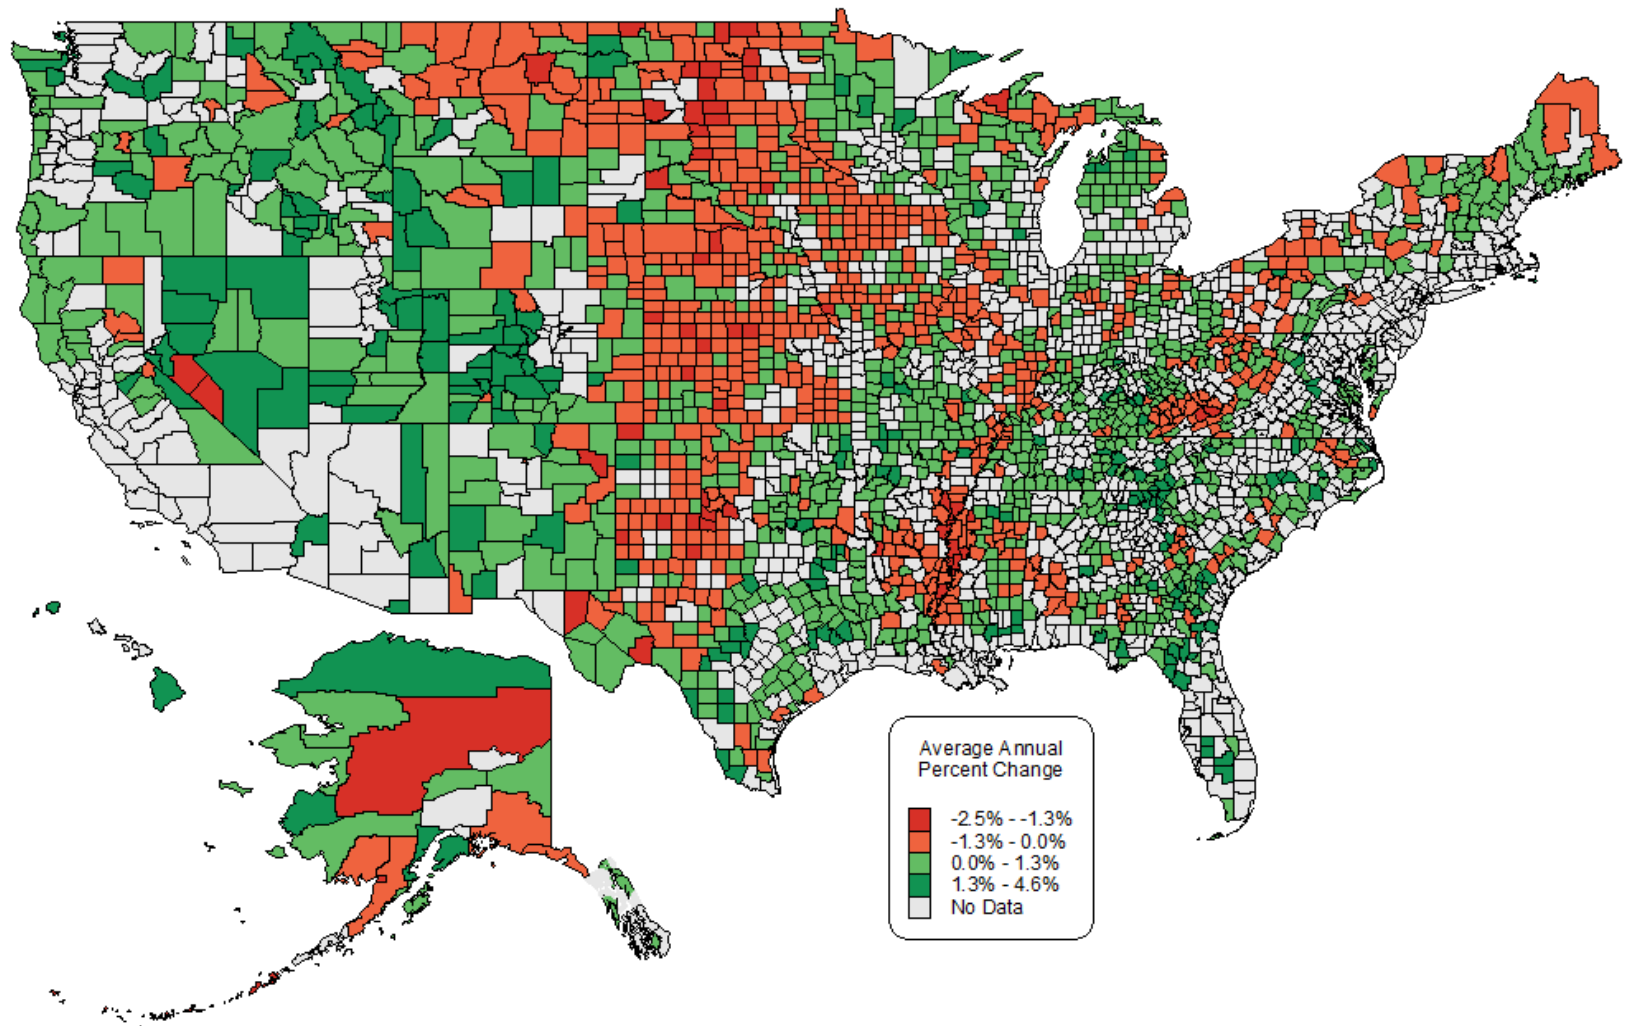 Average Annual
Percent Change
-2.5% - -1.3%
-1.3% - 0.0%
0.0% - 1.3%
1.3% - 4.6%
No Data